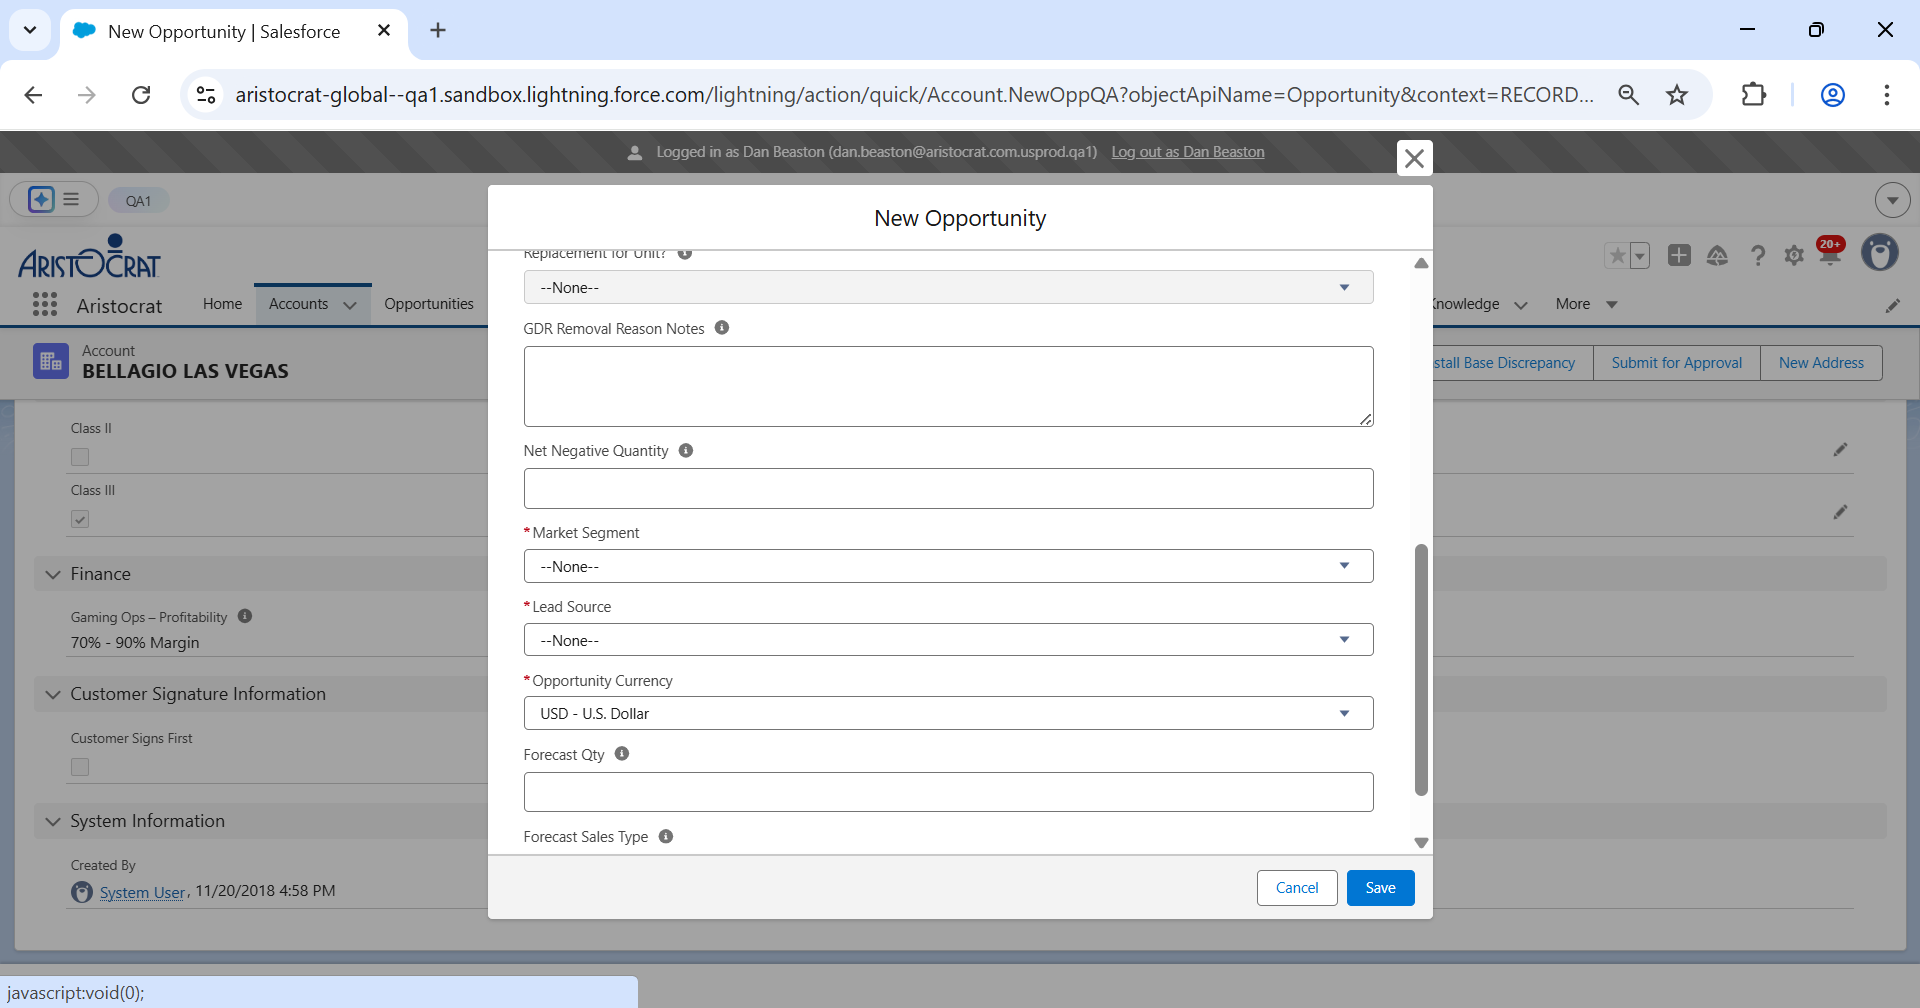 New Opportunity | Salesforce
aristocrat-global--qa1.sandbox.lightning.force.com/lightning/action/quick/Account.NewOppQA?objectApiName=Opportunity&context=RECORD...
Logged in as Dan Beaston (dan.beaston@aristocrat.com.usprod.qa1) Log out as Dan Beaston
QA1
New Opportunity
ARISTOCRAT
20+
Aristocrat
Home
Accounts
Opportunities
Knowledge
More
Account
BELLAGIO LAS VEGAS
stall Base Discrepancy
Submit for Approval
New Address
Replacement for Unit?
--None--
GDR Removal Reason Notes
Net Negative Quantity
*Market Segment
--None--
*Lead Source
--None--
*Opportunity Currency
USD - U.S. Dollar
Forecast Qty
Forecast Sales Type
Cancel
Save
Class II
Class III
Finance
Gaming Ops – Profitability
70% - 90% Margin
Customer Signature Information
Customer Signs First
System Information
Created By
System User, 11/20/2018 4:58 PM
javascript:void(0);